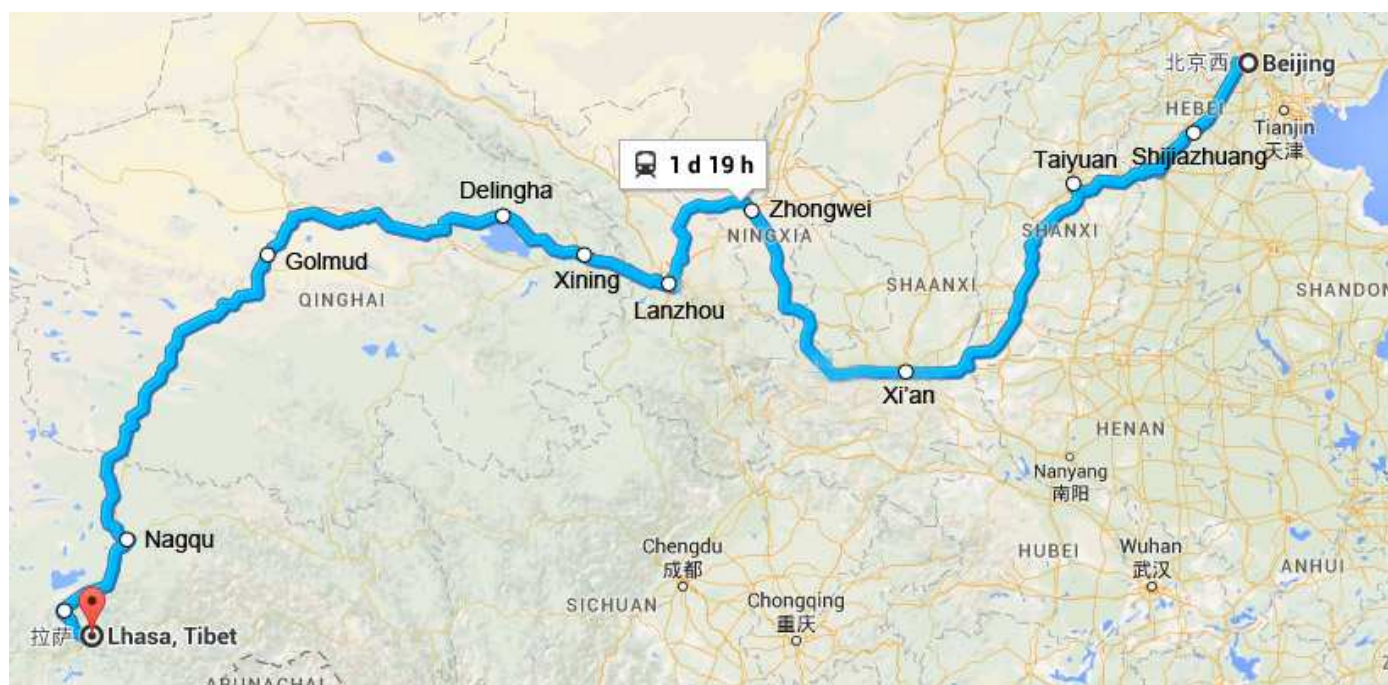 北京西
Beijing
HEBEI
Tianjin
天津
Taiyuan
Shijiazhuang
1 d 19 h
Delingha
Zhongwei
NINGXIA
SHANXI
Golmud
Xining
QINGHAI
Lanzhou
SHAANXI
SHANDON
Xi'an
HENAN
Nanyang
南阳
Nagqu
Chengdu
成都
HUBEI
Wuhan
武汉
ANHUI
SICHUAN
Chongqing
重庆
拉萨
Lhasa, Tibet
ARUNACHAL